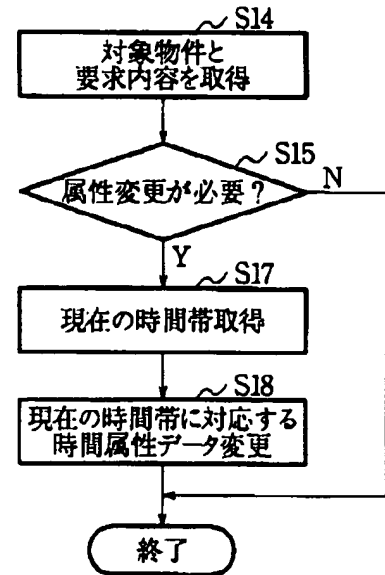 S14
対象物件と
要求内容を取得
S15
属性変更が必要?
N
Y
S17
現在の時間帯取得
S18
現在の時間帯に対応する
時間属性データ変更
終了